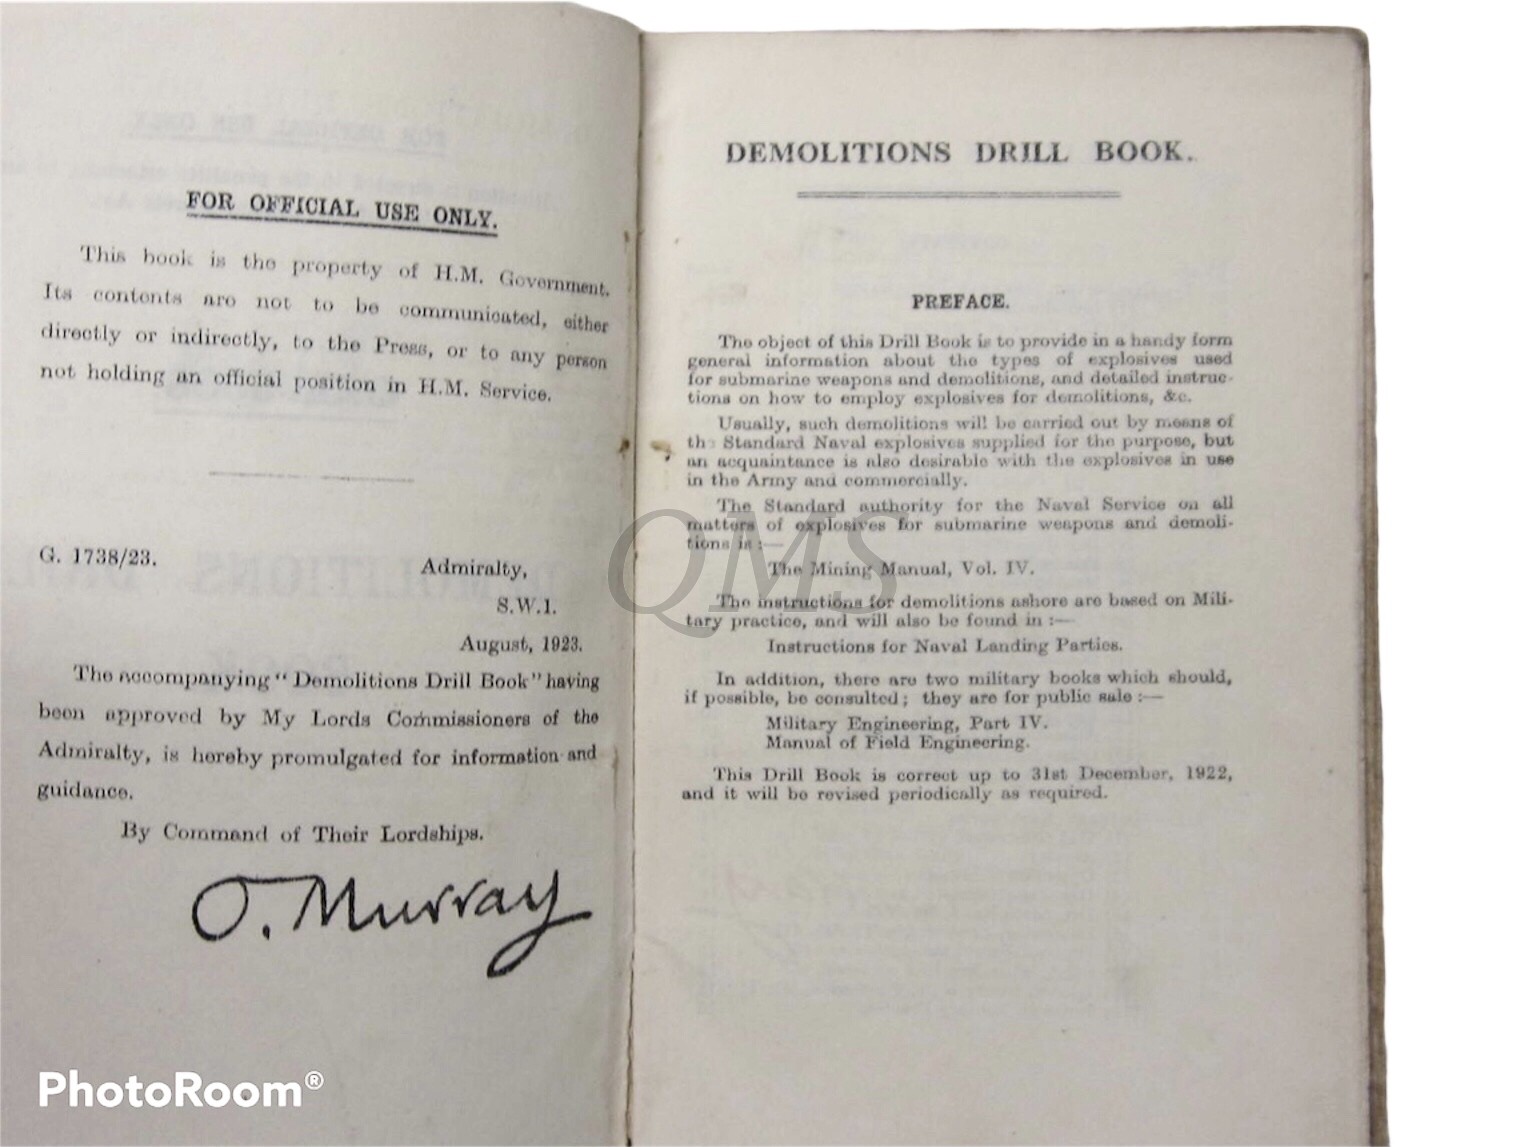 FOR OFFICIAL USE ONLY.
This book is the property of H.M. Government.
Its contents are not to be communicated, either
directly or indirectly, to the Press, or to any person
not holding an official position in H.M. Service.
G. 1738/23.
Admiralty,
S.W.1.
August, 1923.
The accompanying "Demolitions Drill Book" having
been approved by My Lords Commissioners of the
Admiralty, is hereby promulgated for information and
guidance.
By Command of Their Lordships.
O. Murray
DEMOLITIONS DRILL BOOK.
PREFACE.
The object of this Drill Book is to provide in a handy form
general information about the types of explosives used
for submarine weapons and demolitions, and detailed instruc-
tions on how to employ explosives for demolitions, &c.
Usually, such demolitions will be carried out by means of
the Standard Naval explosives supplied for the purpose, but
an acquaintance is also desirable with the explosives in use
in the Army and commercially.
The Standard authority for the Naval Service on all
matters of explosives for submarine weapons and demoli-
tions is :—
The Mining Manual, Vol. IV.
The instructions for demolitions ashore are based on Mili-
tary practice, and will also be found in :—
Instructions for Naval Landing Parties.
In addition, there are two military books which should,
if possible, be consulted ; they are for public sale :—
Military Engineering, Part IV.
Manual of Field Engineering.
This Drill Book is correct up to 31st December, 1922,
and it will be revised periodically as required.
QMS
PhotoRoom®